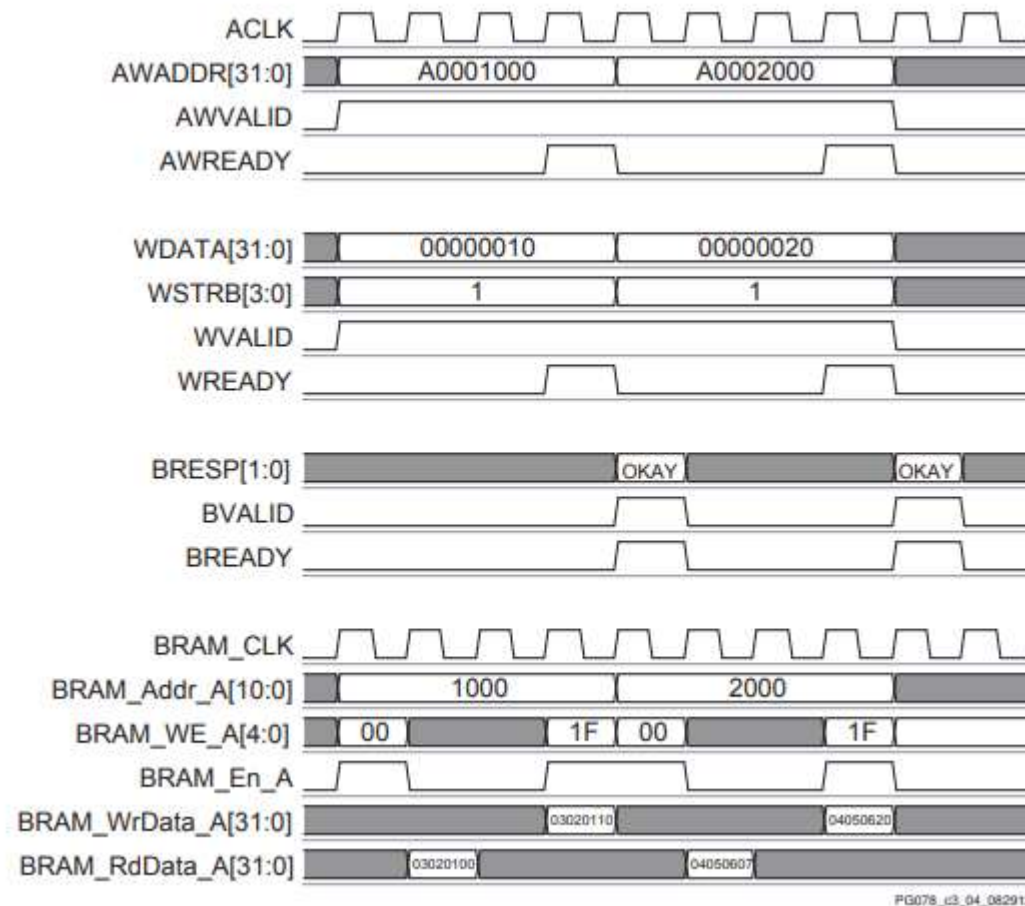 ACLK
AWADDR[31:0] A0001000 A0002000
AWVALID
AWREADY
WDATA[31:0] 00000010 00000020
WSTRB[3:0] 1 1
WVALID
WREADY
BRESP[1:0] OKAY OKAY
BVALID
BREADY
BRAM_CLK
BRAM_Addr_A[10:0] 1000 2000
BRAM_WE_A[4:0] 00 1F 00 1F
BRAM_En_A
BRAM_WrData_A[31:0] 03020110 04050620
BRAM_RdData_A[31:0] 03020100 04050607
PG078_c3_04_08291